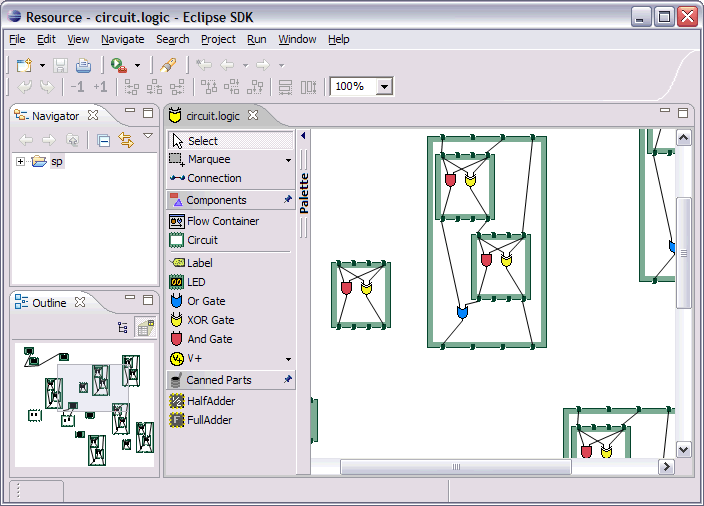 Resource - circuit.logic - Eclipse SDK
File Edit View Navigate Search Project Run Window Help
-1 +1 100%
Navigator
sp
Outline
circuit.logic
Select
Marquee
Connection
Components
Flow Container
Circuit
Label
LED
Or Gate
XOR Gate
And Gate
V+ V+
Canned Parts
½ HalfAdder
F FullAdder
Palette